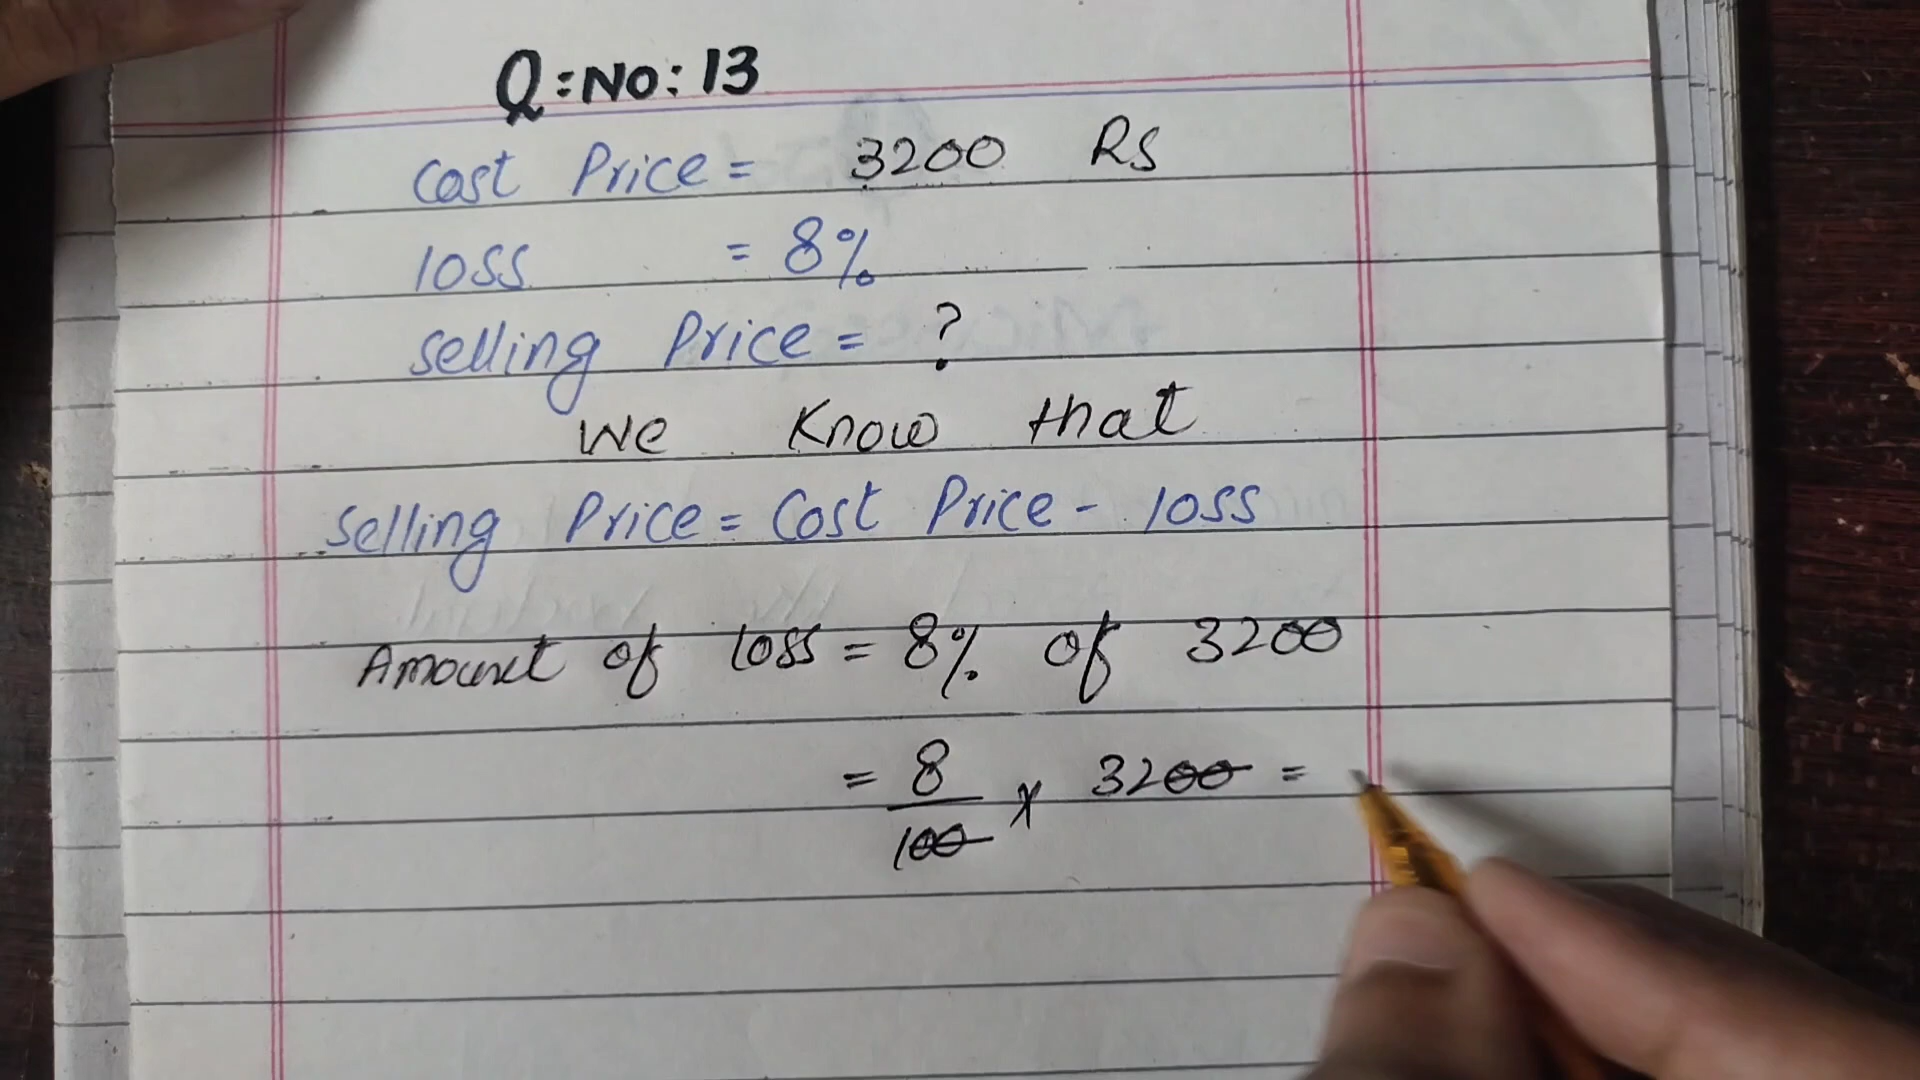 Q:No:13
Cost Price = 3200 Rs
loss = 8%
Selling Price = ?
We Know that
Selling Price = Cost Price - loss
Amount of loss = 8% of 3200
= 8/100 x 3200 =